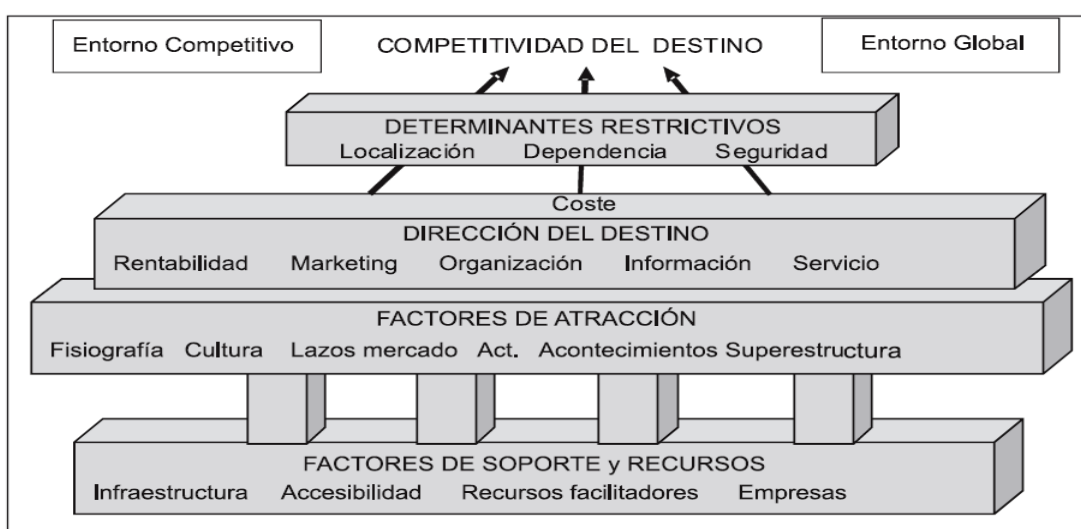 Entorno Competitivo
COMPETITIVIDAD DEL DESTINO
Entorno Global
DETERMINANTES RESTRICTIVOS
Localización Dependencia Seguridad
Coste
DIRECCIÓN DEL DESTINO
Rentabilidad Marketing Organización Información Servicio
FACTORES DE ATRACCIÓN
Fisiografía Cultura Lazos mercado Act. Acontecimientos Superestructura
FACTORES DE SOPORTE y RECURSOS
Infraestructura Accesibilidad Recursos facilitadores Empresas